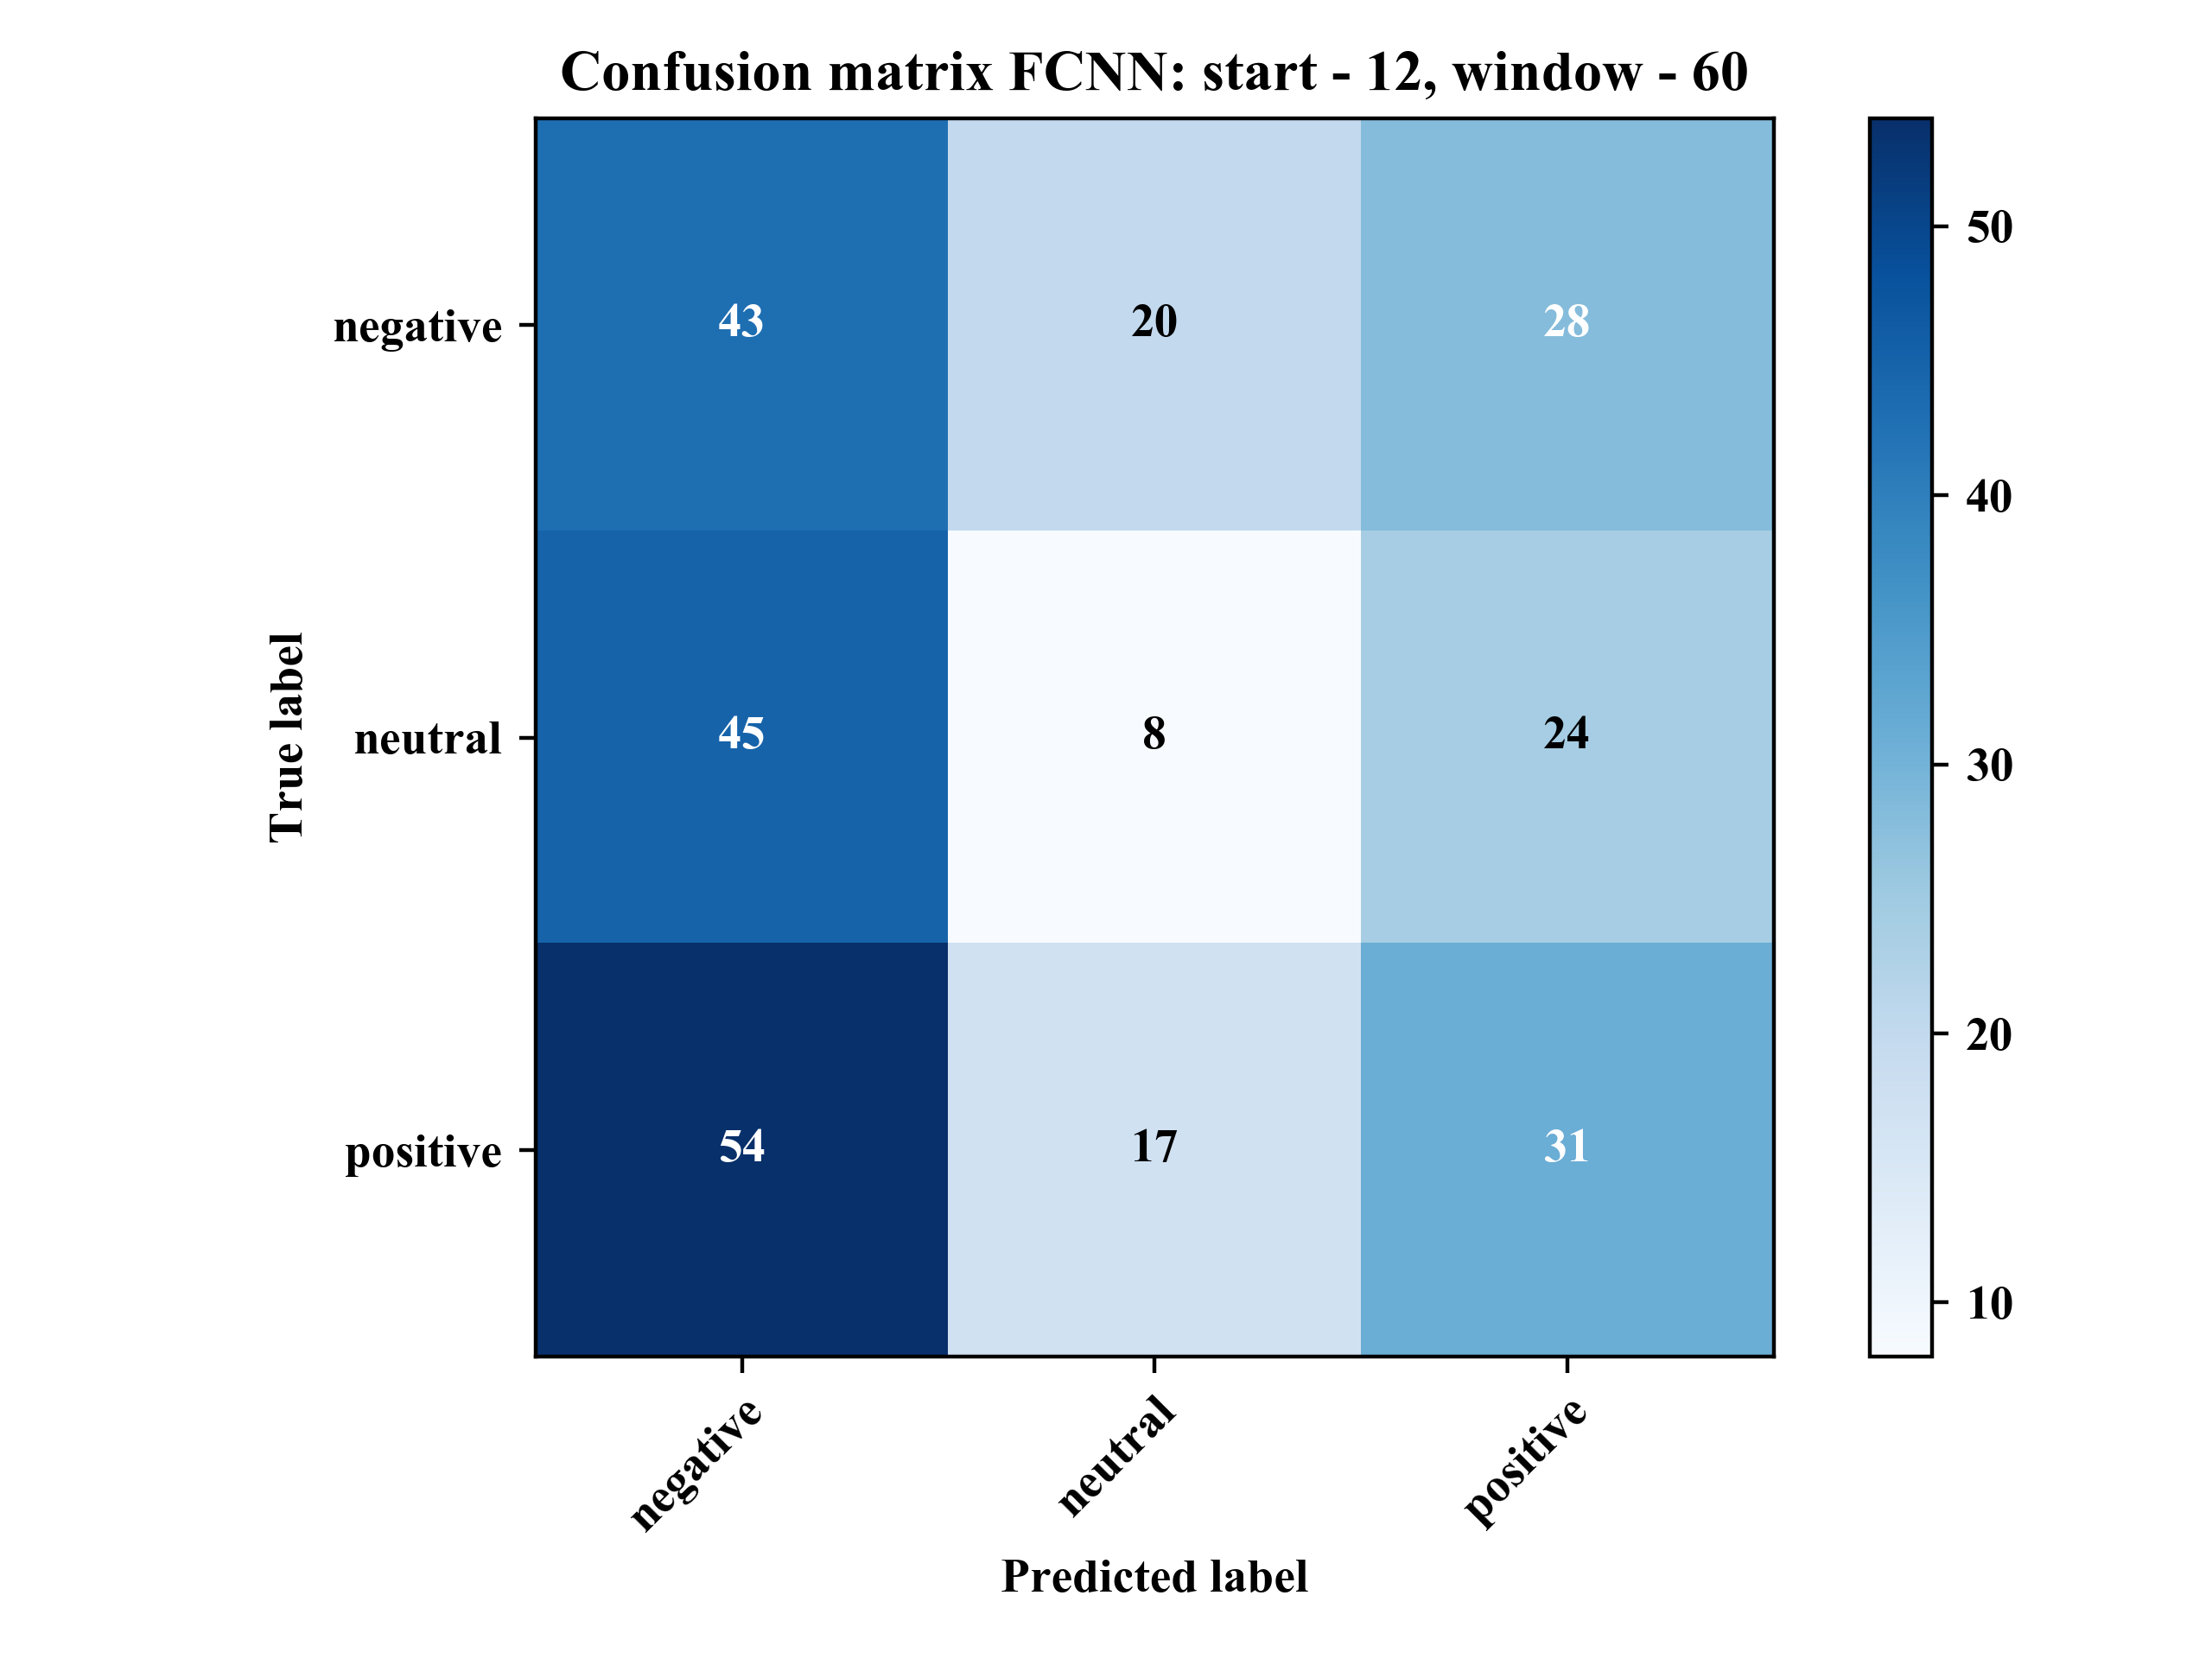 Confusion matrix FCNN: start - 12, window - 60
negative 43 20 28
neutral 45 8 24
positive 54 17 31
True label
negative neutral positive
Predicted label
50
40
30
20
10